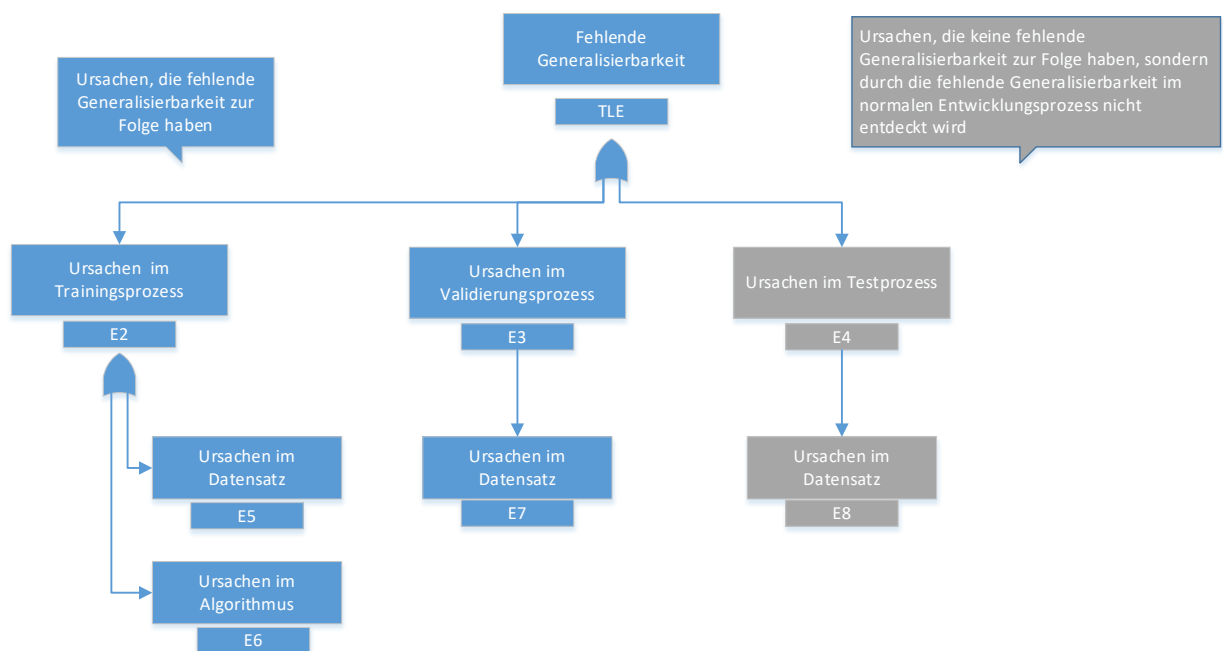 Fehlende
Generalisierbarkeit
TLE
Ursachen, die fehlende
Generalisierbarkeit zur
Folge haben
Ursachen, die keine fehlende
Generalisierbarkeit zur Folge haben, sondern
durch die fehlende Generalisierbarkeit im
normalen Entwicklungsprozess nicht
entdeckt wird
Ursachen im
Trainingsprozess
E2
Ursachen im
Validierungsprozess
E3
Ursachen im Testprozess
E4
Ursachen im
Datensatz
E5
Ursachen im
Datensatz
E7
Ursachen im
Datensatz
E8
Ursachen im
Algorithmus
E6